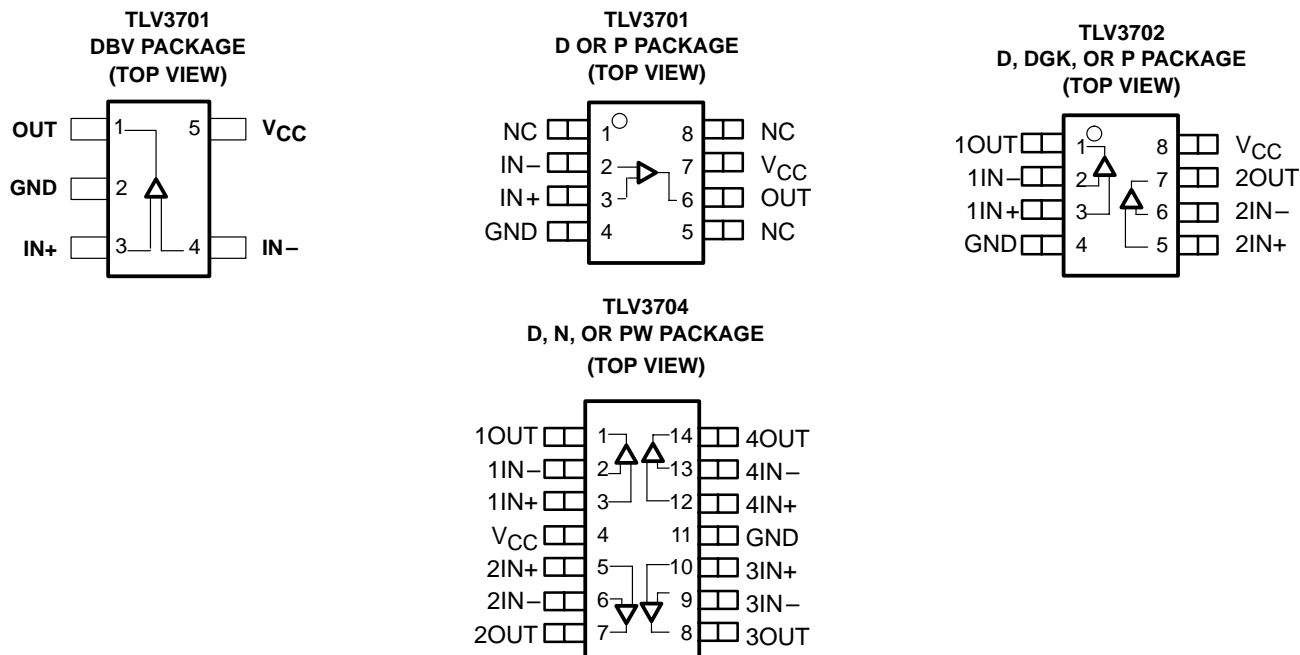 TLV3701
DBV PACKAGE
(TOP VIEW)
OUT 1 5 VCC
GND 2
IN+ 3 4 IN−
TLV3701
D OR P PACKAGE
(TOP VIEW)
NC 1 8 NC
IN− 2 7 VCC
IN+ 3 6 OUT
GND 4 5 NC
TLV3702
D, DGK, OR P PACKAGE
(TOP VIEW)
1OUT 1 8 VCC
1IN− 2 7 2OUT
1IN+ 3 6 2IN−
GND 4 5 2IN+
TLV3704
D, N, OR PW PACKAGE
(TOP VIEW)
1OUT 1 14 4OUT
1IN− 2 13 4IN−
1IN+ 3 12 4IN+
VCC 4 11 GND
2IN+ 5 10 3IN+
2IN− 6 9 3IN−
2OUT 7 8 3OUT